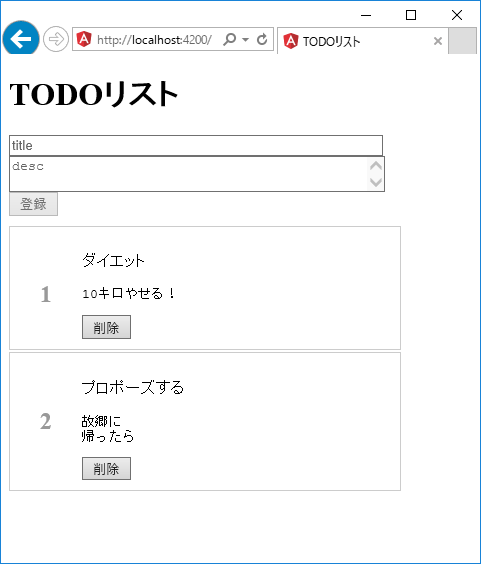 http://localhost:4200/
TODOリスト
TODOリスト
title
desc
登録
1
ダイエット
10キロやせる！
削除
2
プロポーズする
故郷に
帰ったら
削除